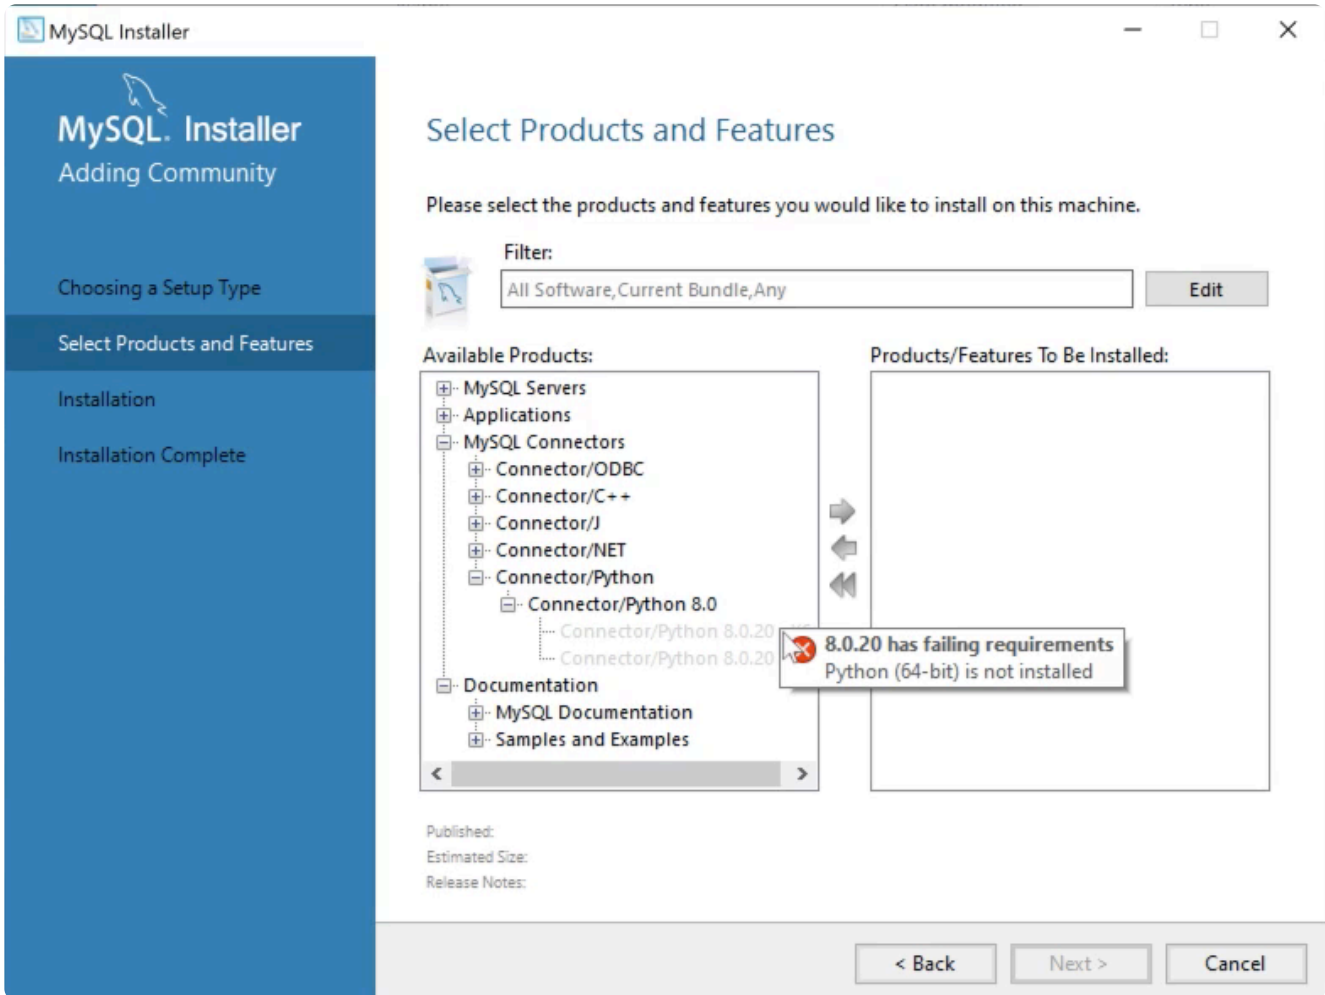 MySQL Installer
MySQL. Installer
Adding Community
Choosing a Setup Type
Select Products and Features
Installation
Installation Complete
Select Products and Features
Please select the products and features you would like to install on this machine.
Filter:
All Software,Current Bundle,Any
Edit
Available Products:
Products/Features To Be Installed:
MySQL Servers
Applications
MySQL Connectors
Connector/ODBC
Connector/C++
Connector/J
Connector/NET
Connector/Python
Connector/Python 8.0
Connector/Python 8.0.20
Connector/Python 8.0.20
8.0.20 has failing requirements
Python (64-bit) is not installed
Documentation
MySQL Documentation
Samples and Examples
Published:
Estimated Size:
Release Notes:
< Back
Next >
Cancel